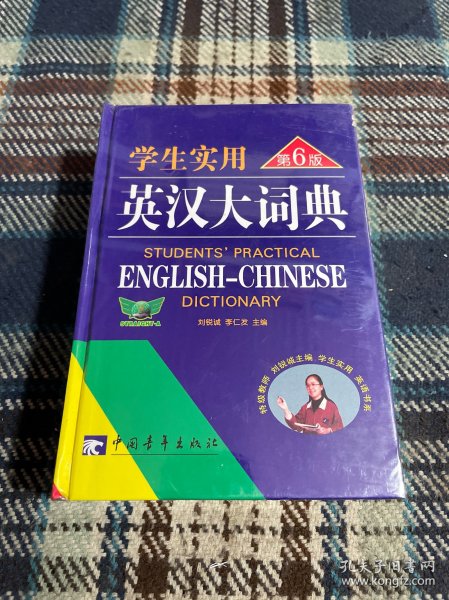 学生实用
第6版
英汉大词典
STUDENTS' PRACTICAL
ENGLISH-CHINESE
DICTIONARY
STRAIGHT-A
刘锐诚 李仁发 主编
特级教师 刘锐诚主编 学生实用 英语书系
中国青年出版社
孔夫子旧书网
www.kongfz.com